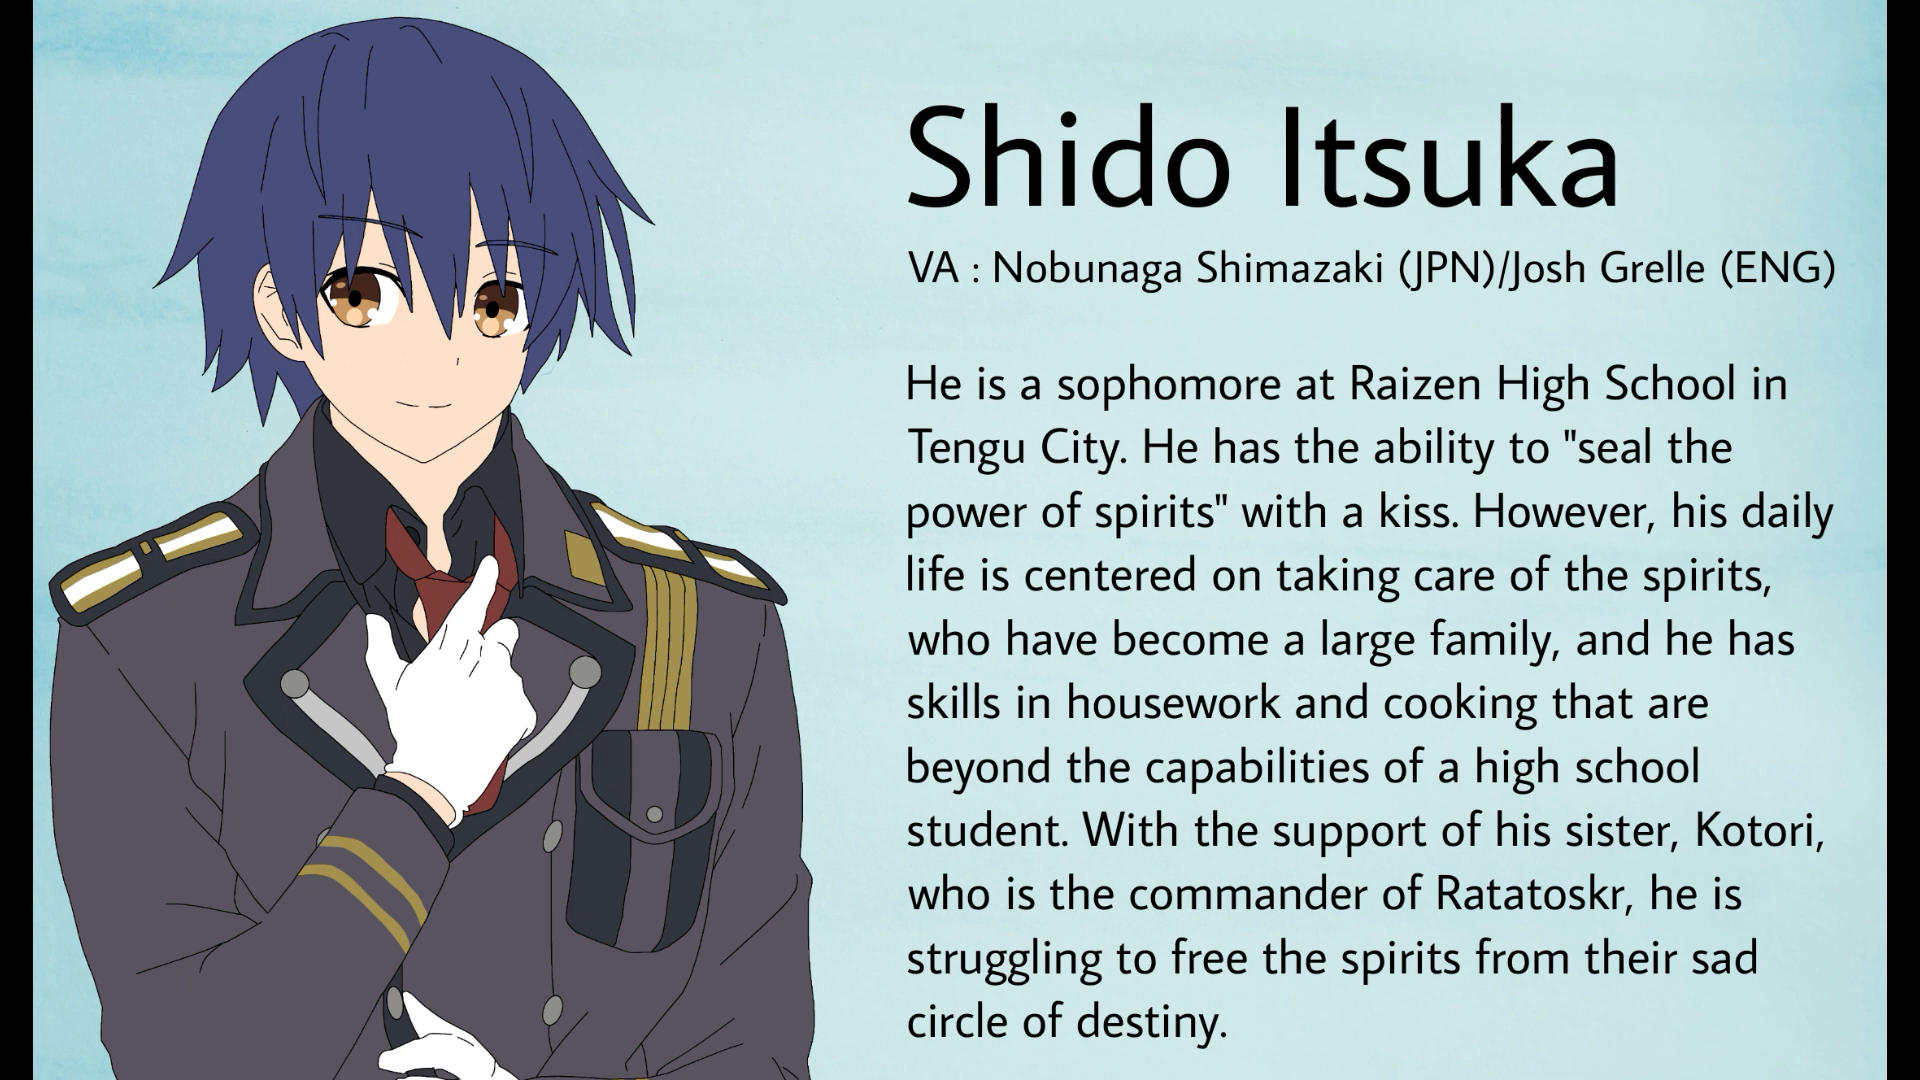 Shido Itsuka
VA : Nobunaga Shimazaki (JPN)/Josh Grelle (ENG)
He is a sophomore at Raizen High School in
Tengu City. He has the ability to "seal the
power of spirits" with a kiss. However, his daily
life is centered on taking care of the spirits,
who have become a large family, and he has
skills in housework and cooking that are
beyond the capabilities of a high school
student. With the support of his sister, Kotori,
who is the commander of Ratatoskr, he is
struggling to free the spirits from their sad
circle of destiny.